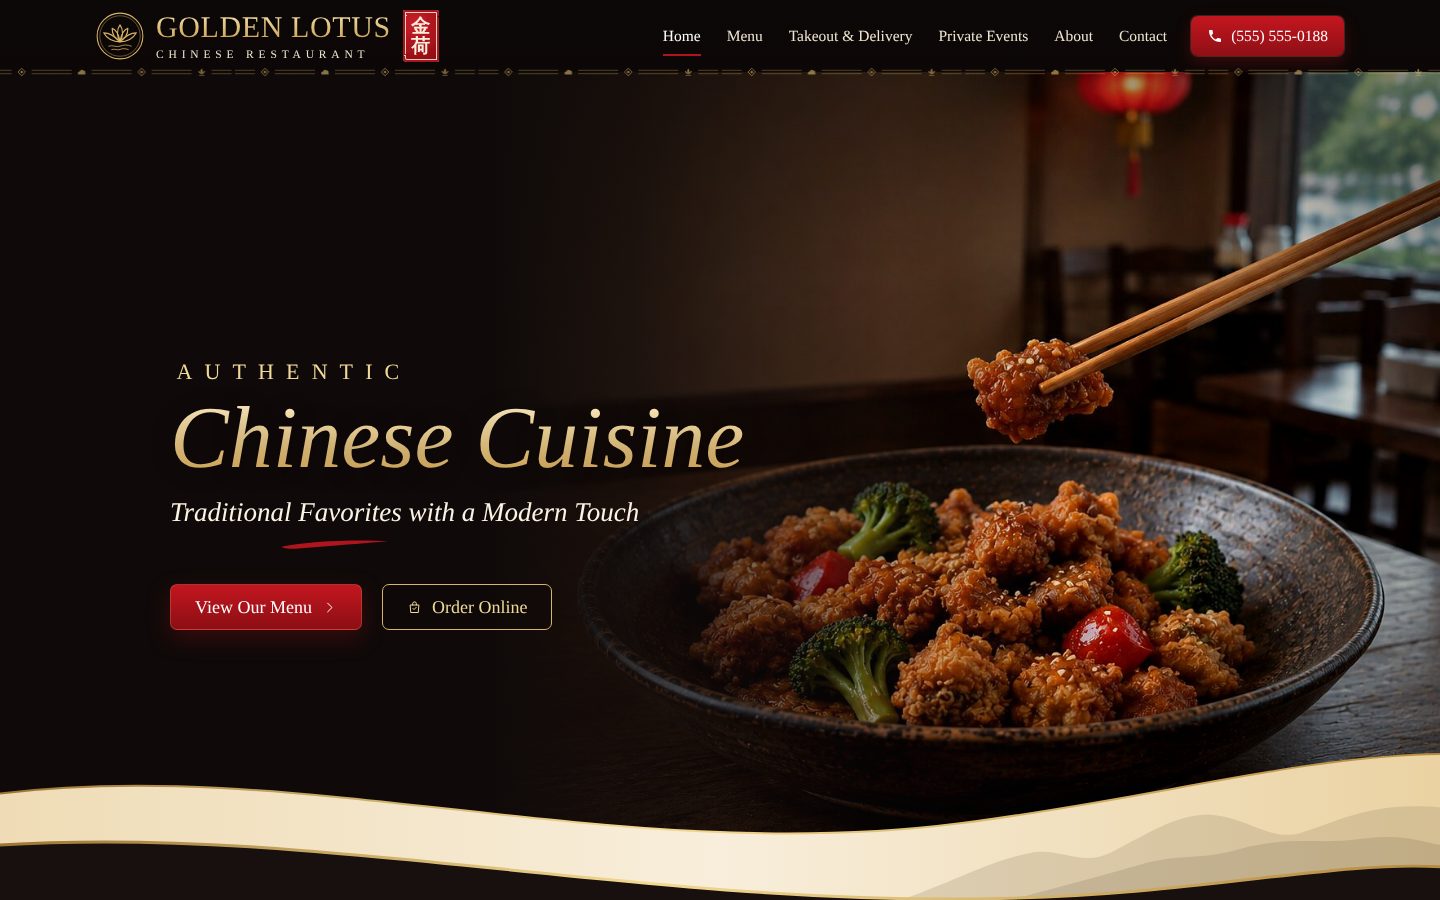 GOLDEN LOTUS
CHINESE RESTAURANT
金荷
Home
Menu
Takeout & Delivery
Private Events
About
Contact
(555) 555-0188
AUTHENTIC
Chinese Cuisine
Traditional Favorites with a Modern Touch
View Our Menu
Order Online